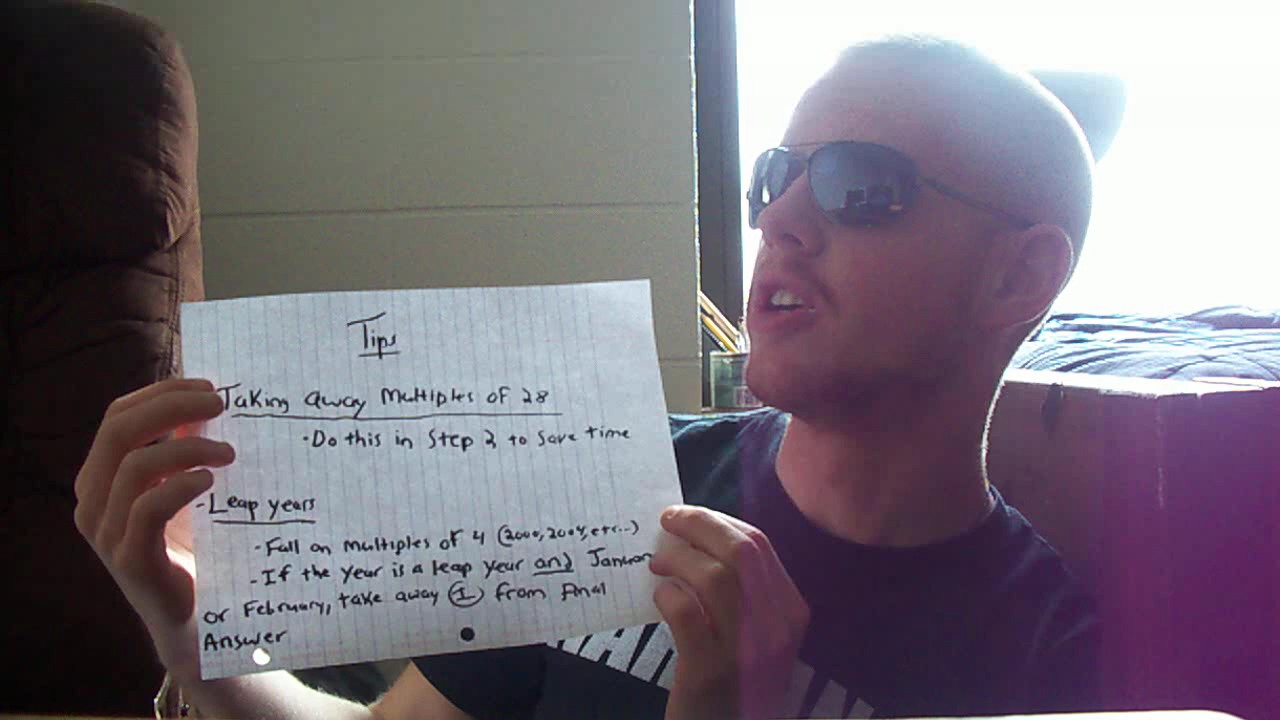 Tips
- Taking away Multiples of 28
· Do this in Step 2 to save time
- Leap years
- Fall on multiples of 4 (2000, 2004, etc...)
- If the year is a leap year and January
or February, take away 1 from final
Answer